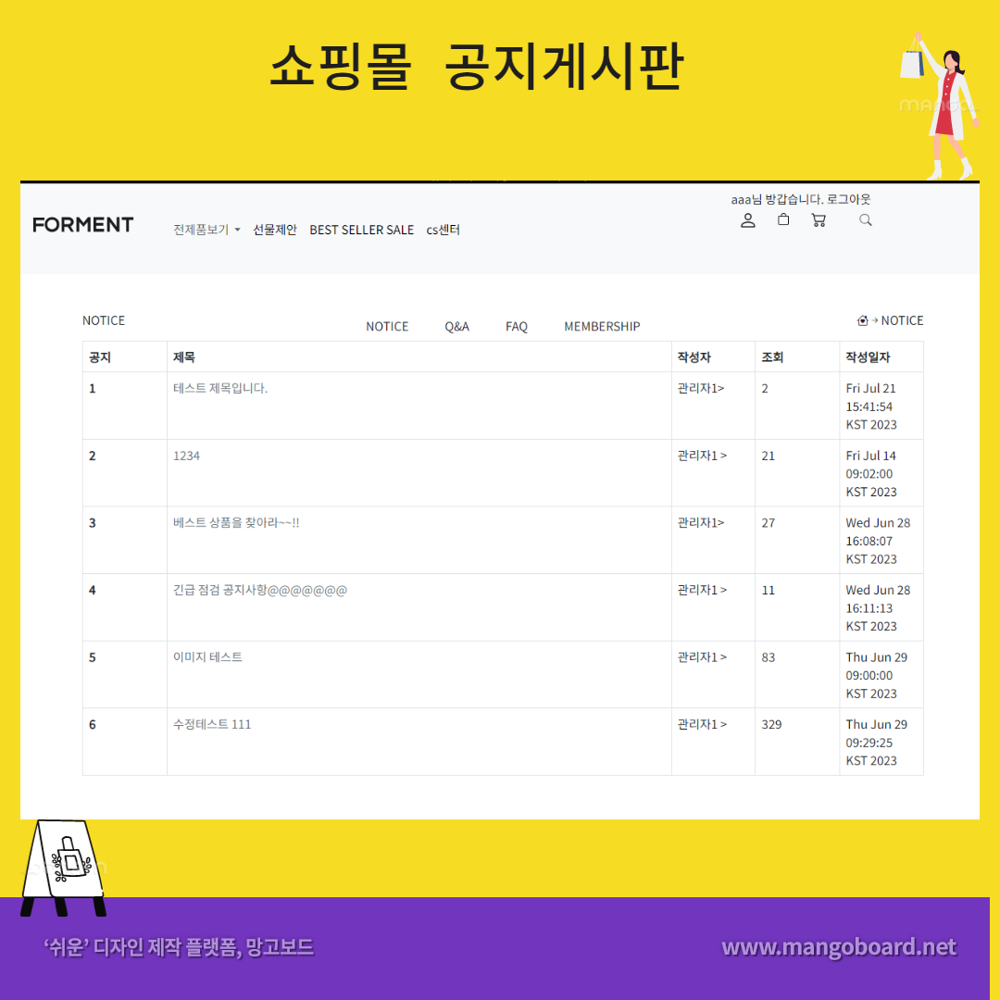 쇼핑몰 공지게시판
aaa님 방갑습니다. 로그아웃
FORMENT
전제품보기 선물제안 BEST SELLER SALE cs센터
NOTICE
NOTICE Q&A FAQ MEMBERSHIP
→ NOTICE
공지 제목 작성자 조회 작성일자
1 테스트 제목입니다. 관리자1> 2 Fri Jul 21
15:41:54
KST 2023
2 1234 관리자1 > 21 Fri Jul 14
09:02:00
KST 2023
3 베스트 상품을 찾아라~~!! 관리자1> 27 Wed Jun 28
16:08:07
KST 2023
4 긴급 점검 공지사항@@@@@@@ 관리자1 > 11 Wed Jun 28
16:11:13
KST 2023
5 이미지 테스트 관리자1 > 83 Thu Jun 29
09:00:00
KST 2023
6 수정테스트 111 관리자1 > 329 Thu Jun 29
09:29:25
KST 2023
‘쉬운’ 디자인 제작 플랫폼, 망고보드
www.mangoboard.net